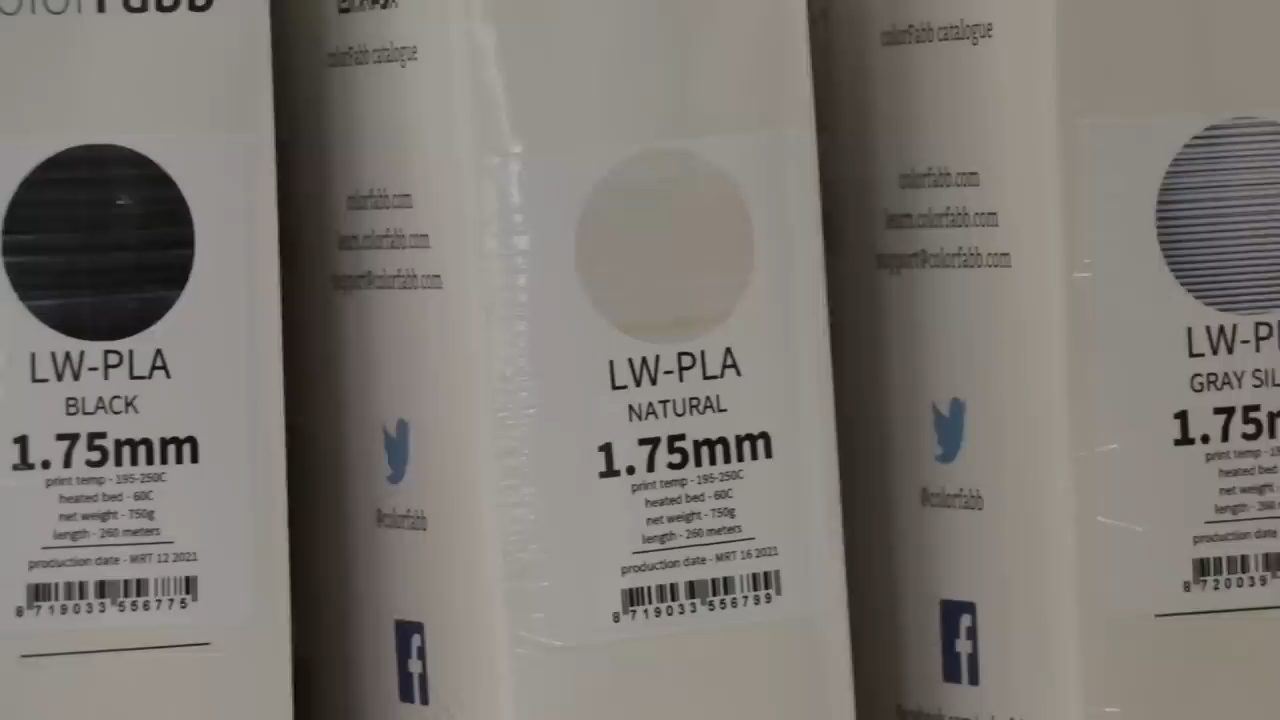 colorFabb
LW-PLA
BLACK
1.75mm
print temp - 195-250C
heated bed - 60C
net weight - 750g
length - 260 meters
production date - MRT 12 2021
8 719033 556775
colorFabb catalogue
colorfabb.com
learn.colorfabb.com
support@colorfabb.com
@colorfabb
LW-PLA
NATURAL
1.75mm
print temp - 195-250C
heated bed - 60C
net weight - 750g
length - 260 meters
production date - MRT 16 2021
8 719033 556799
colorFabb catalogue
colorfabb.com
learn.colorfabb.com
support@colorfabb.com
@colorfabb
LW-PL
GRAY SIL
1.75m
print temp - 19
heated bed -
net weight -
length - 260
production date
8 720039